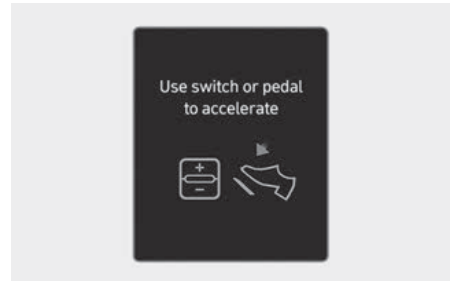 Use switch or pedal
to accelerate
+
-